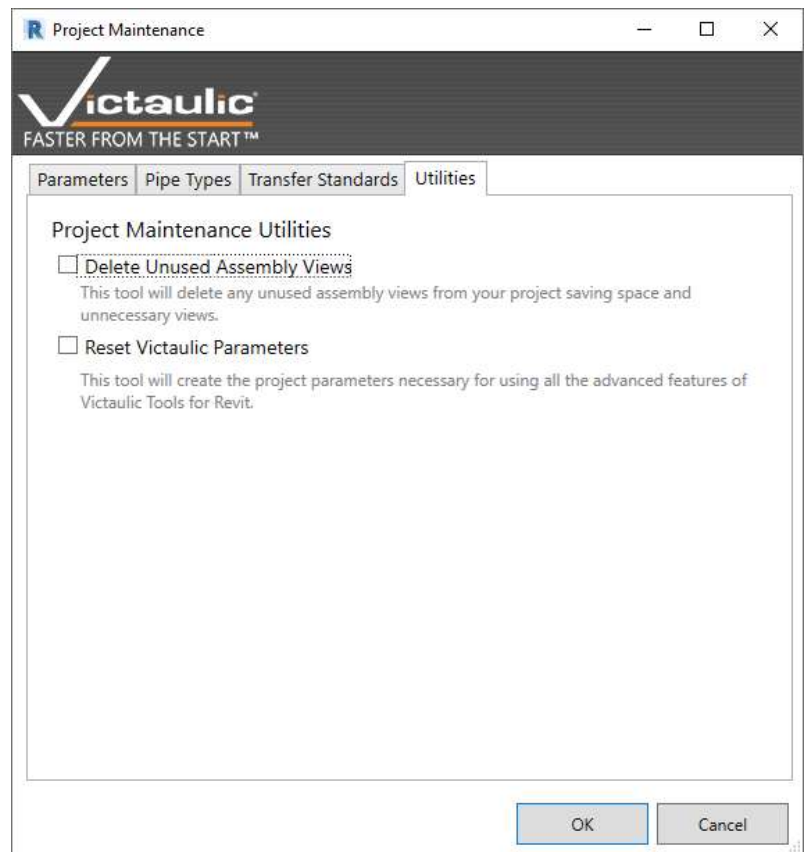 Project Maintenance
Victaulic
FASTER FROM THE START™
Parameters Pipe Types Transfer Standards Utilities
Project Maintenance Utilities
Delete Unused Assembly Views
This tool will delete any unused assembly views from your project saving space and
unnecessary views.
Reset Victaulic Parameters
This tool will create the project parameters necessary for using all the advanced features of
Victaulic Tools for Revit.
OK Cancel